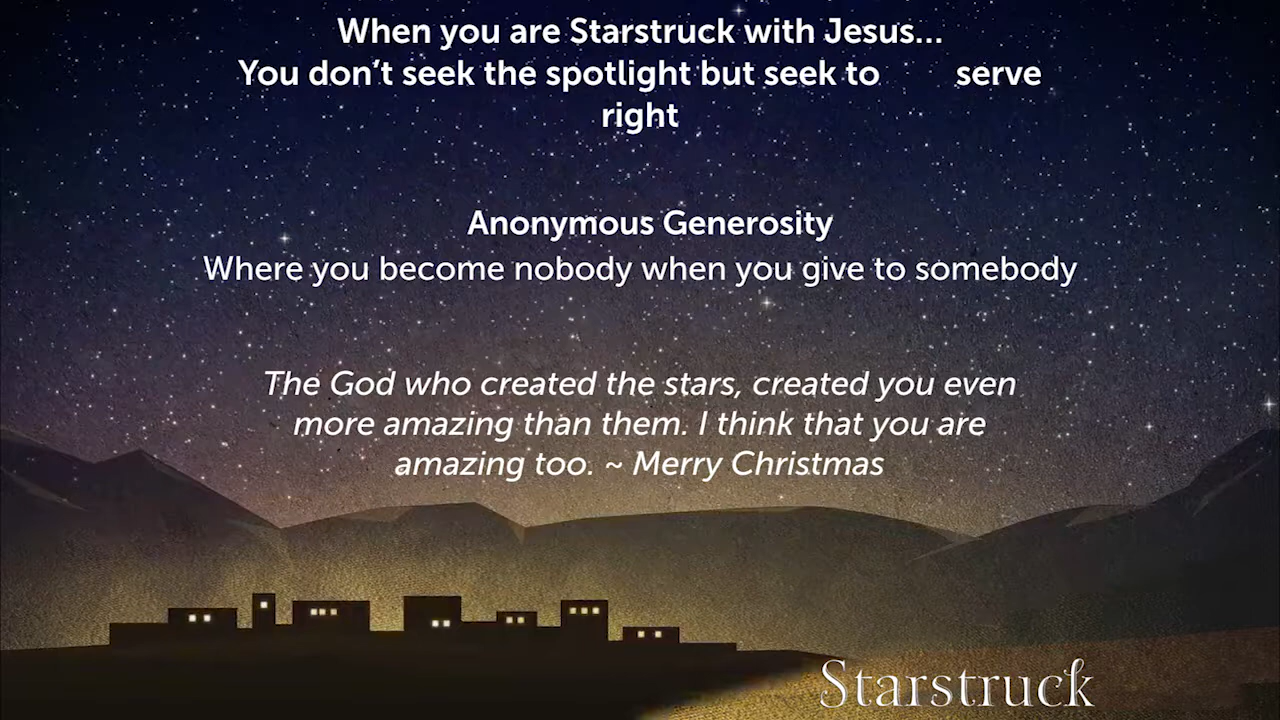 When you are Starstruck with Jesus...
You don’t seek the spotlight but seek to serve
right
Anonymous Generosity
Where you become nobody when you give to somebody
The God who created the stars, created you even
more amazing than them. I think that you are
amazing too. ~ Merry Christmas
Starstruck